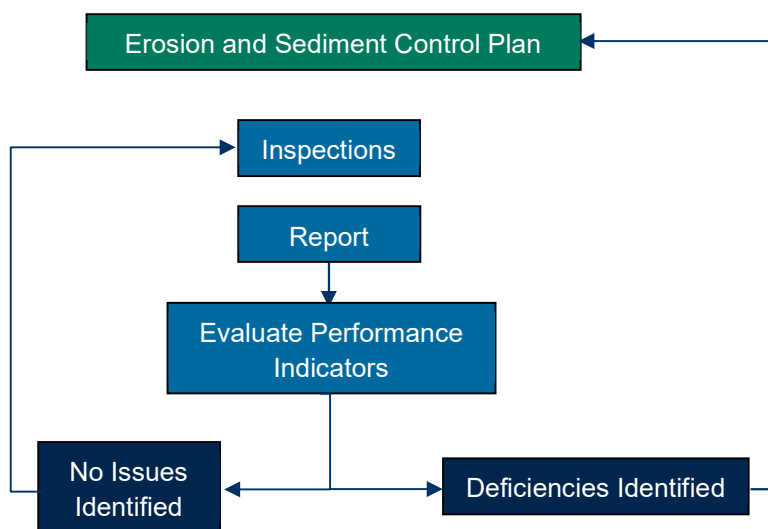 Erosion and Sediment Control Plan
Inspections
Report
Evaluate Performance
Indicators
No Issues
Identified
Deficiencies Identified